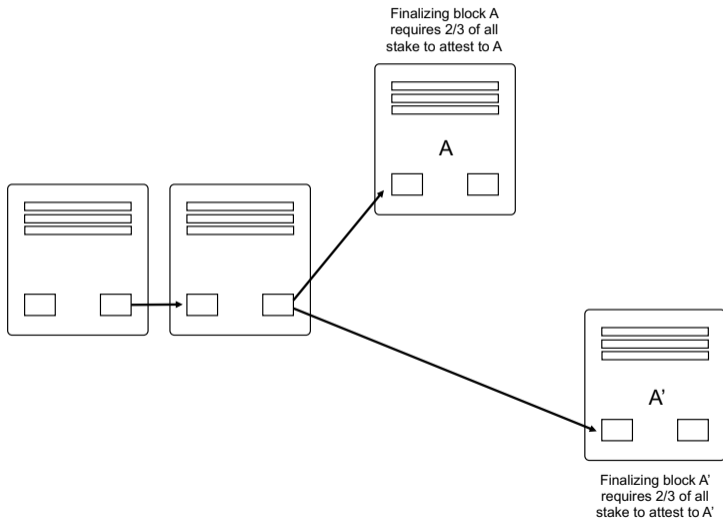 Finalizing block A
requires 2/3 of all
stake to attest to A
A
A’
Finalizing block A’
requires 2/3 of all
stake to attest to A’